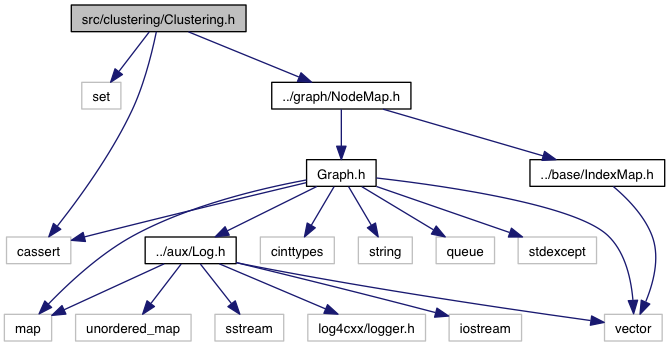 src/clustering/Clustering.h
set
../graph/NodeMap.h
Graph.h
../base/IndexMap.h
cassert
../aux/Log.h
cinttypes
string
queue
stdexcept
map
unordered_map
sstream
log4cxx/logger.h
iostream
vector